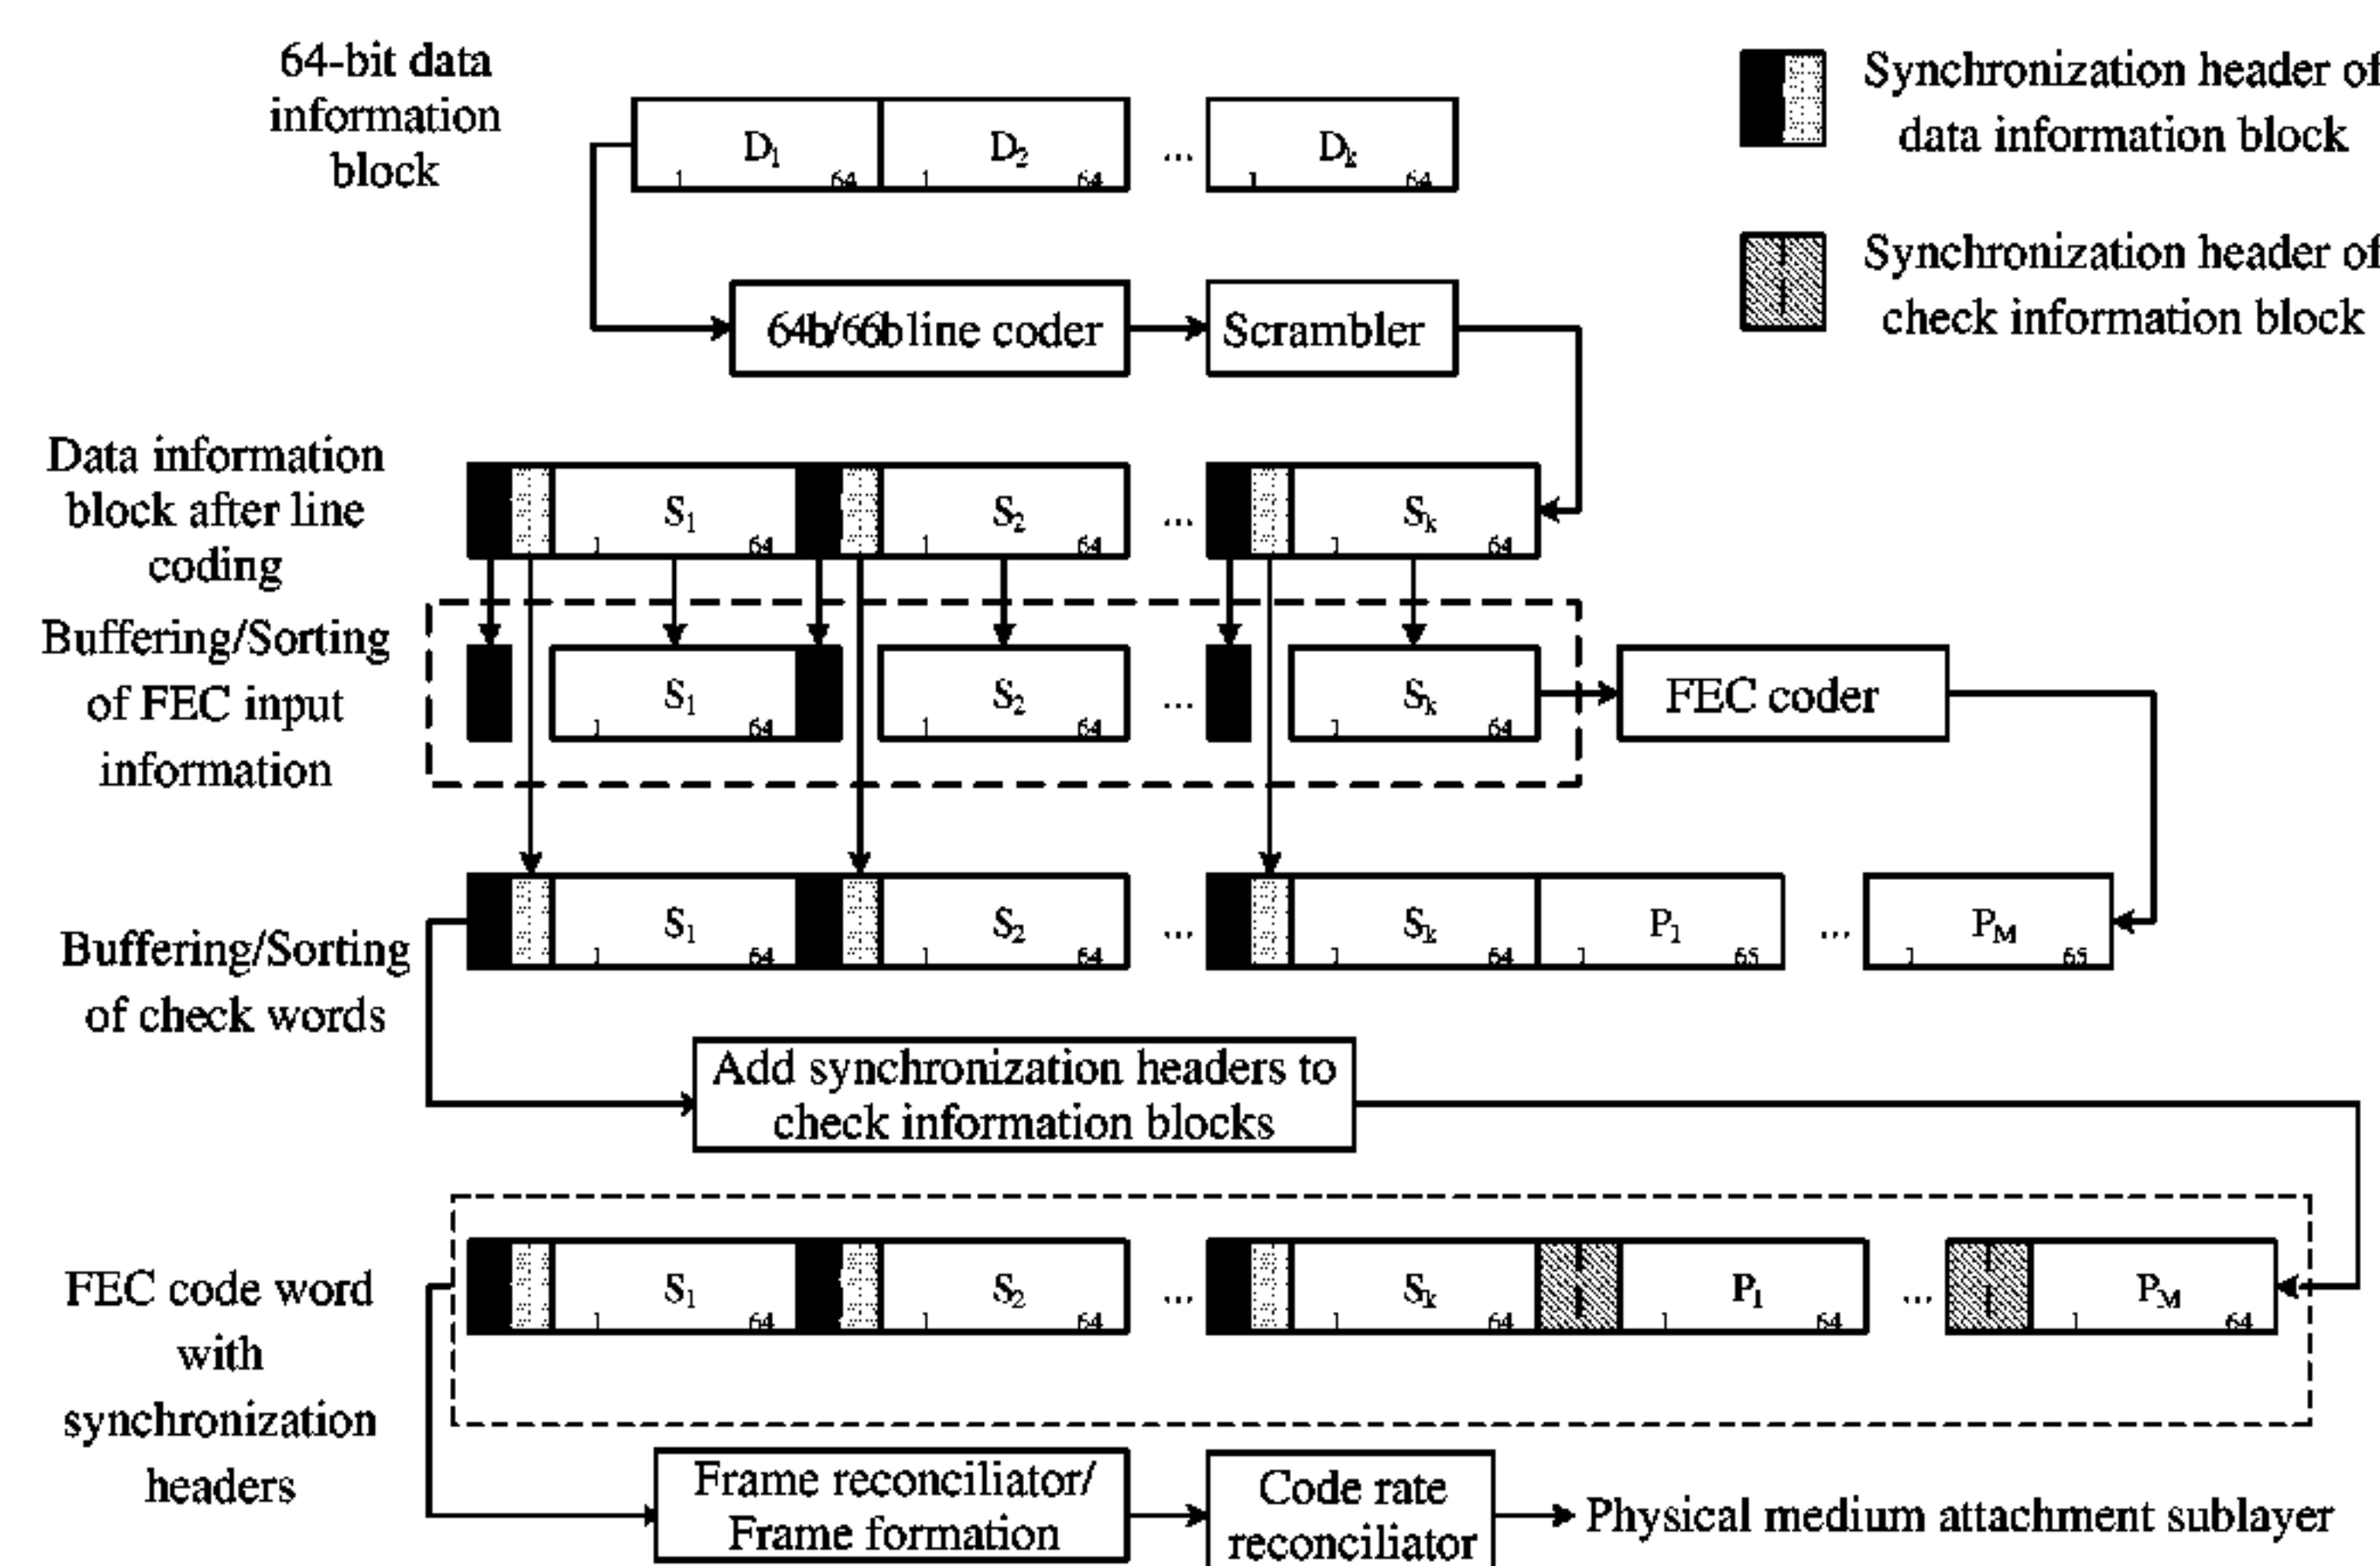 64-bit data
information
block
D1
1 64
D2
1 64
...
Dk
1 64
Synchronization header of
data information block
Synchronization header of
check information block
64b/66b line coder
Scrambler
Data information
block after line
coding
S1
1 64
S2
1 64
...
Sk
1 64
Buffering/Sorting
of FEC input
information
S1
1 64
S2
1 64
...
Sk
1 64
FEC coder
Buffering/Sorting
of check words
S1
1 64
S2
1 64
...
Sk
1 64
P1
1 65
...
PM
1 65
Add synchronization headers to
check information blocks
FEC code word
with
synchronization
headers
S1
1 64
S2
1 64
...
Sk
1 64
P1
1 64
...
PM
1 64
Frame reconciliator/
Frame formation
Code rate
reconciliator
Physical medium attachment sublayer